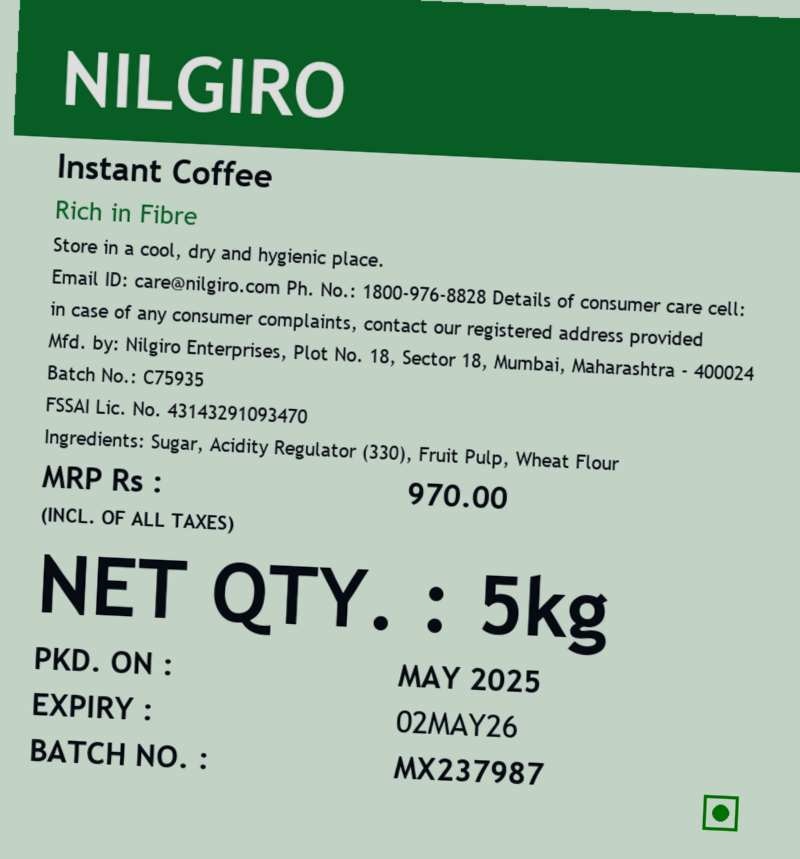 NILGIRO
Instant Coffee
Rich in Fibre
Store in a cool, dry and hygienic place.
Email ID: care@nilgiro.com Ph. No.: 1800-976-8828 Details of consumer care cell:
in case of any consumer complaints, contact our registered address provided
Mfd. by: Nilgiro Enterprises, Plot No. 18, Sector 18, Mumbai, Maharashtra - 400024
Batch No.: C75935
FSSAI Lic. No. 43143291093470
Ingredients: Sugar, Acidity Regulator (330), Fruit Pulp, Wheat Flour
MRP Rs : 970.00
(INCL. OF ALL TAXES)
NET QTY. : 5kg
PKD. ON : MAY 2025
EXPIRY : 02MAY26
BATCH NO. : MX237987